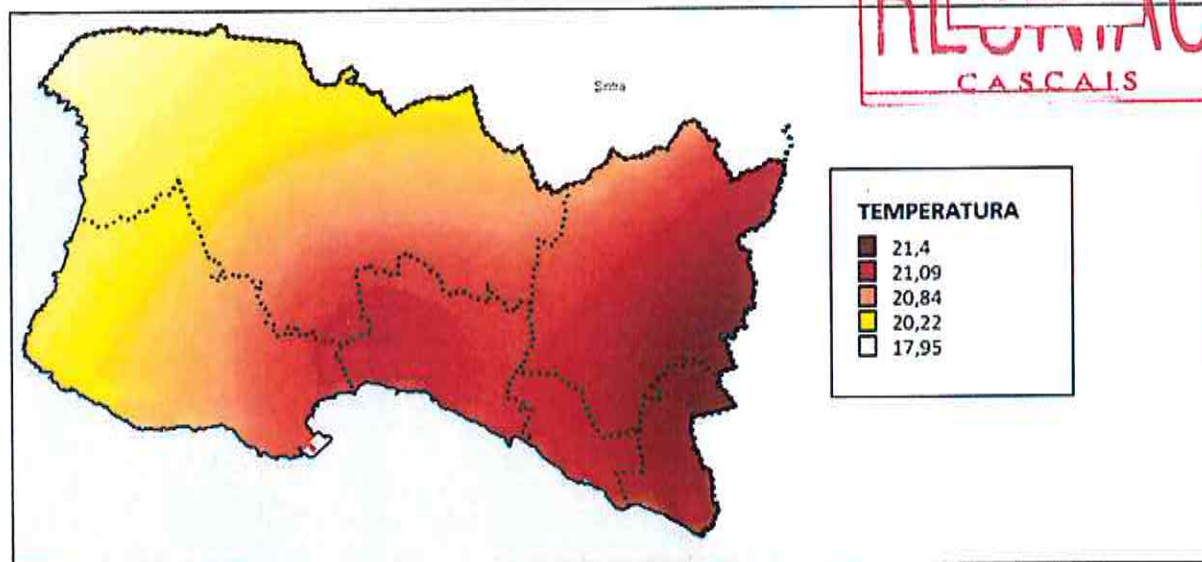 CASCAIS
Sintra
TEMPERATURA
21,4
21,09
20,84
20,22
17,95